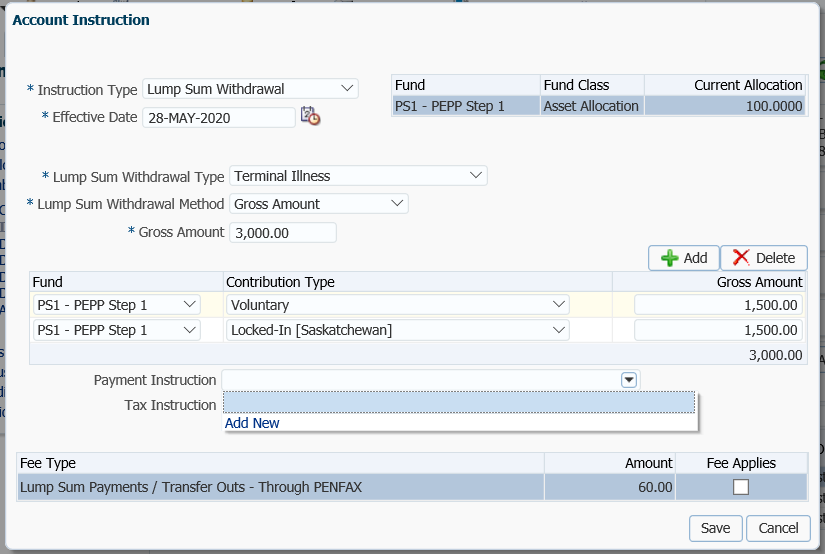 Account Instruction
* Instruction Type Lump Sum Withdrawal
* Effective Date 28-MAY-2020
Fund Fund Class Current Allocation
PS1 - PEPP Step 1 Asset Allocation 100.0000
* Lump Sum Withdrawal Type Terminal Illness
* Lump Sum Withdrawal Method Gross Amount
* Gross Amount 3,000.00
Add Delete
Fund Contribution Type Gross Amount
PS1 - PEPP Step 1 Voluntary 1,500.00
PS1 - PEPP Step 1 Locked-In [Saskatchewan] 1,500.00
3,000.00
Payment Instruction
Tax Instruction
Add New
Fee Type Amount Fee Applies
Lump Sum Payments / Transfer Outs - Through PENFAX 60.00
Save Cancel